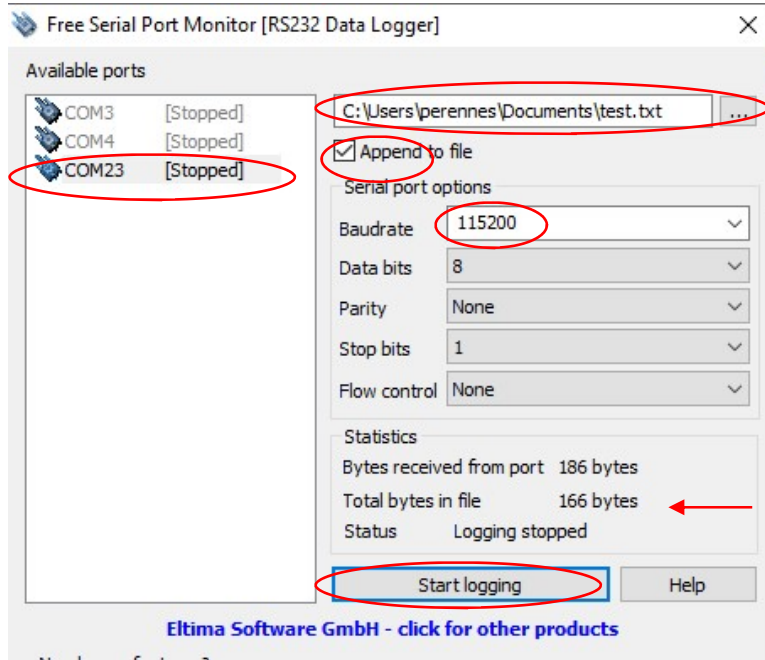 Free Serial Port Monitor [RS232 Data Logger]
Available ports
COM3 [Stopped]
COM4 [Stopped]
COM23 [Stopped]
C:\Users\perennes\Documents\test.txt ...
Append to file
Serial port options
Baudrate 115200
Data bits 8
Parity None
Stop bits 1
Flow control None
Statistics
Bytes received from port 186 bytes
Total bytes in file 166 bytes
Status Logging stopped
Start logging Help
Eltima Software GmbH - click for other products